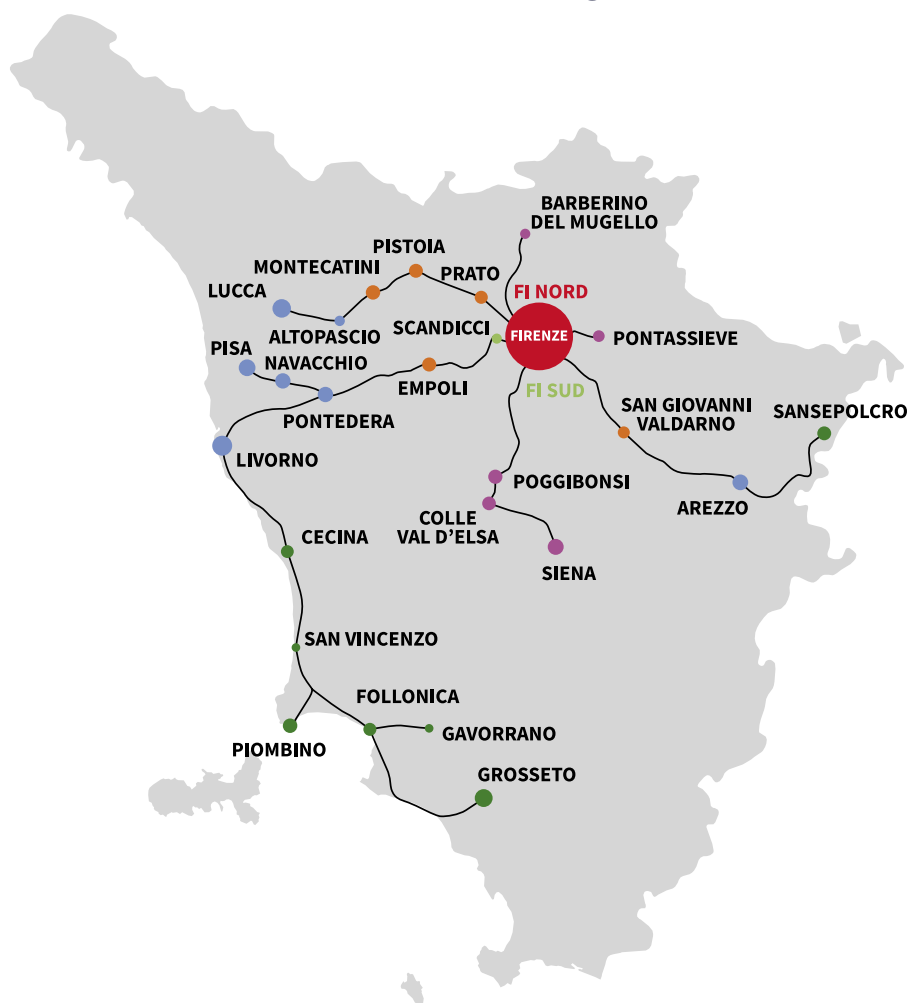 BARBERINO
DEL MUGELLO
PISTOIA
MONTECATINI
PRATO
LUCCA
FI NORD
ALTOPASCIO
SCANDICCI
FIRENZE
PONTASSIEVE
PISA
NAVACCHIO
EMPOLI
FI SUD
PONTEDERA
SAN GIOVANNI
VALDARNO
SANSEPOLCRO
LIVORNO
POGGIBONSI
AREZZO
COLLE
VAL D'ELSA
CECINA
SIENA
SAN VINCENZO
FOLLONICA
GAVORRANO
PIOMBINO
GROSSETO